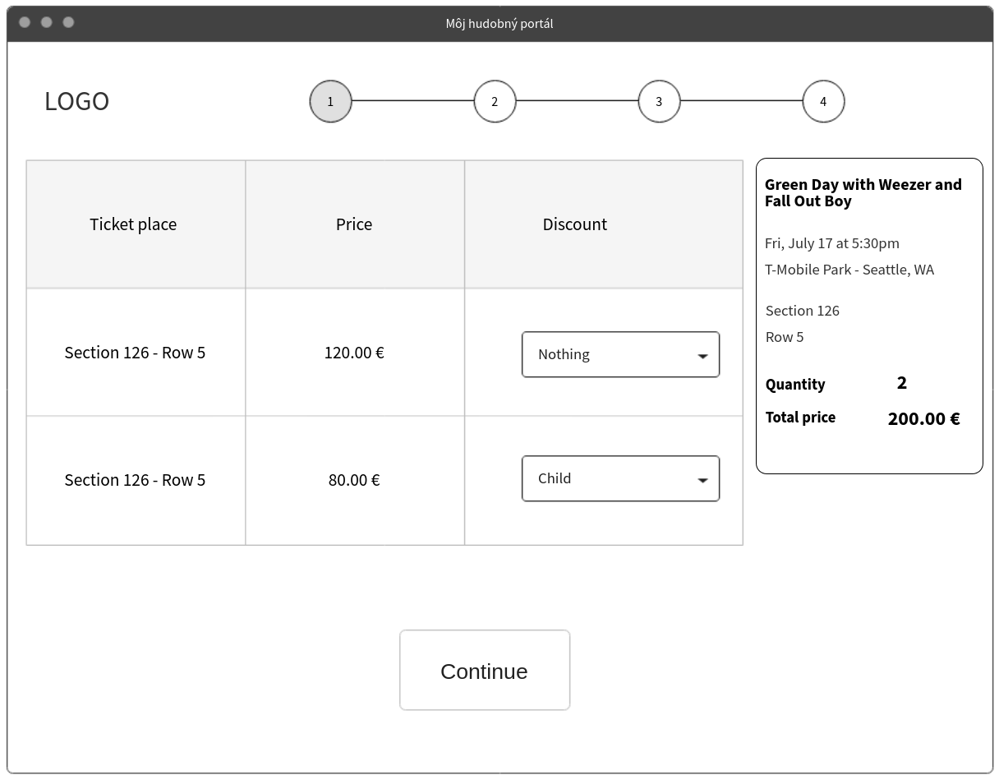 Môj hudobný portál
LOGO
1
2
3
4
Ticket place
Price
Discount
Section 126 - Row 5
120.00 €
Nothing
Section 126 - Row 5
80.00 €
Child
Green Day with Weezer and
Fall Out Boy
Fri, July 17 at 5:30pm
T-Mobile Park - Seattle, WA
Section 126
Row 5
Quantity
2
Total price
200.00 €
Continue